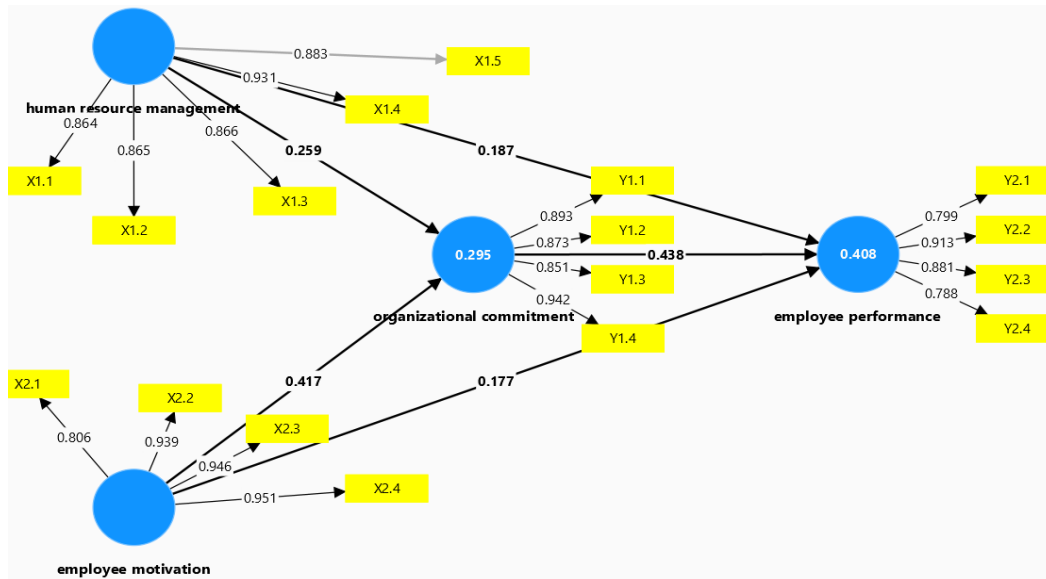 0.883
X1.5
0.931
X1.4
human resource management
0.864
0.865
0.866
0.259
0.187
X1.1
X1.2
X1.3
Y1.1
Y2.1
0.893
0.799
Y1.2
Y2.2
0.873
0.913
0.295
0.438
0.408
0.851
0.881
Y1.3
Y2.3
0.942
0.788
organizational commitment
employee performance
Y1.4
Y2.4
0.417
0.177
X2.1
X2.2
X2.3
0.806
0.939
0.946
0.951
X2.4
employee motivation